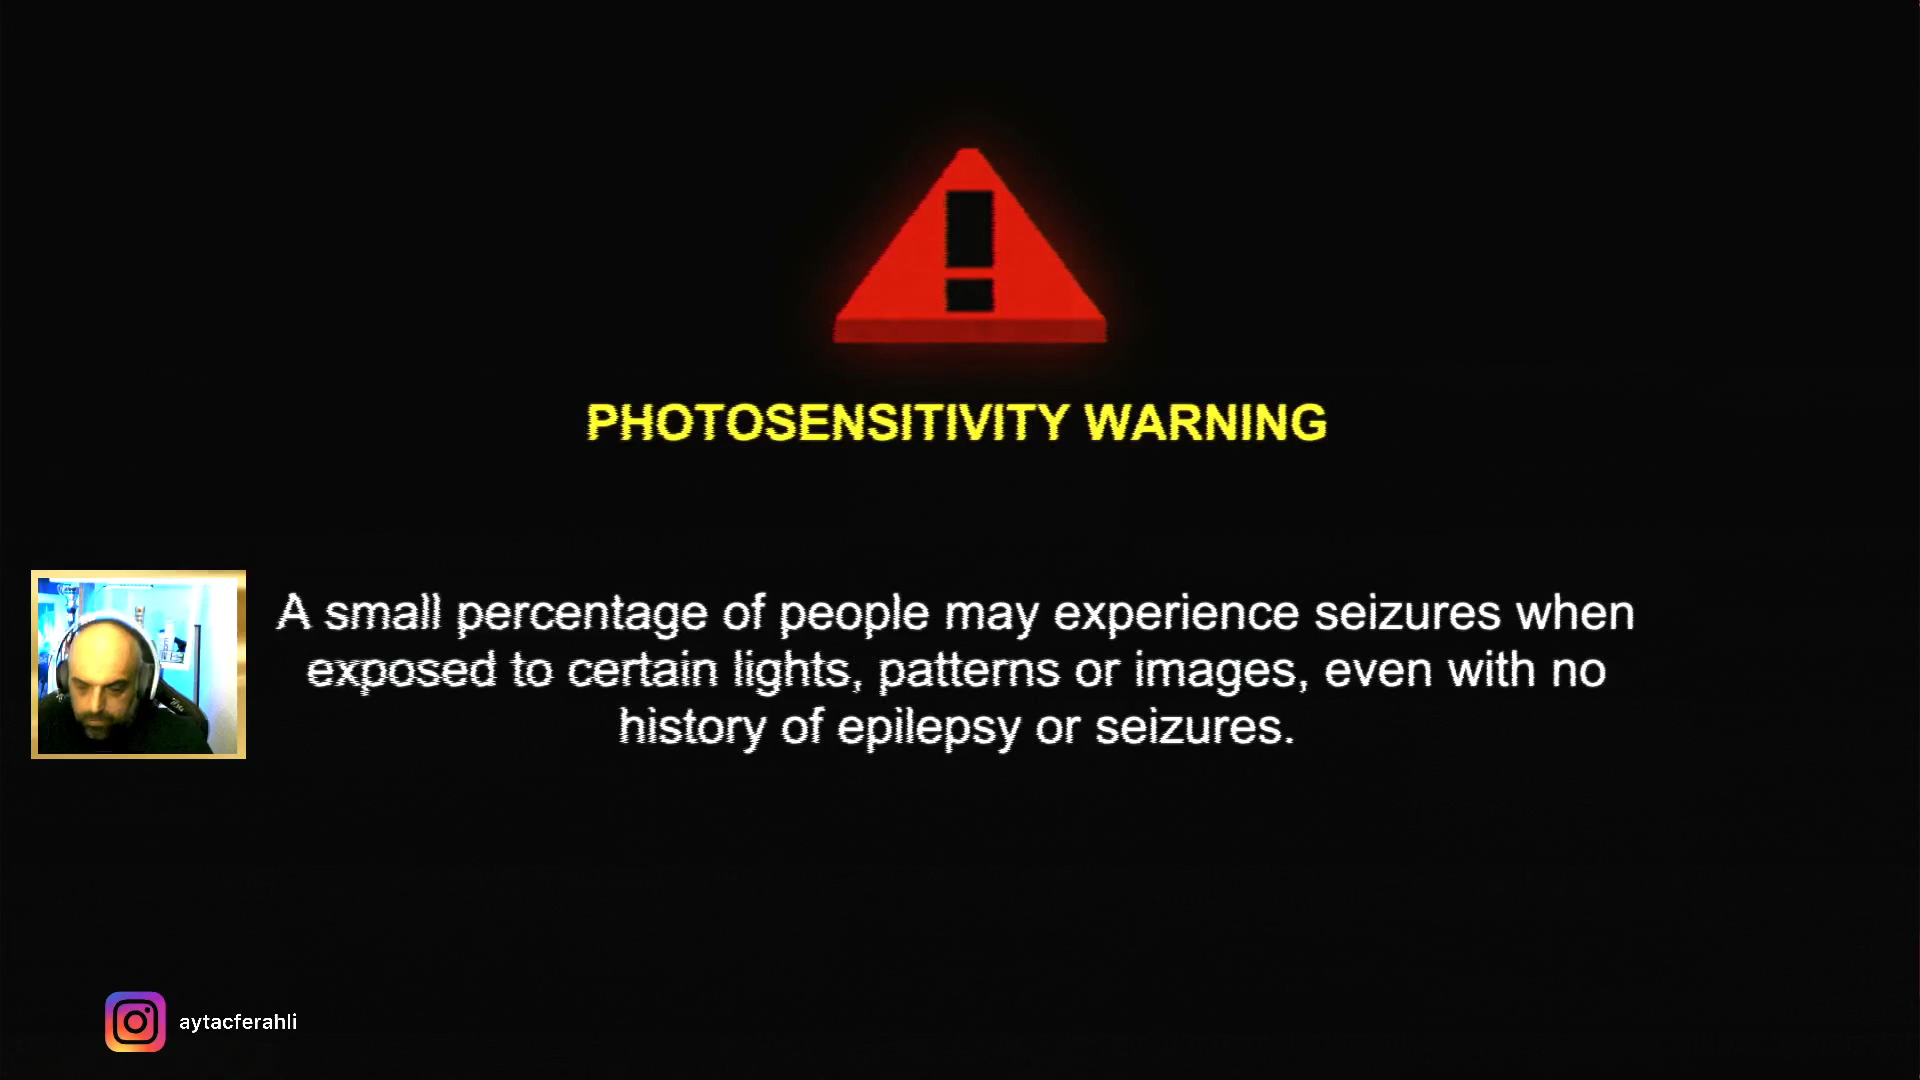 PHOTOSENSITIVITY WARNING
A small percentage of people may experience seizures when
exposed to certain lights, patterns or images, even with no
history of epilepsy or seizures.
aytacferahli